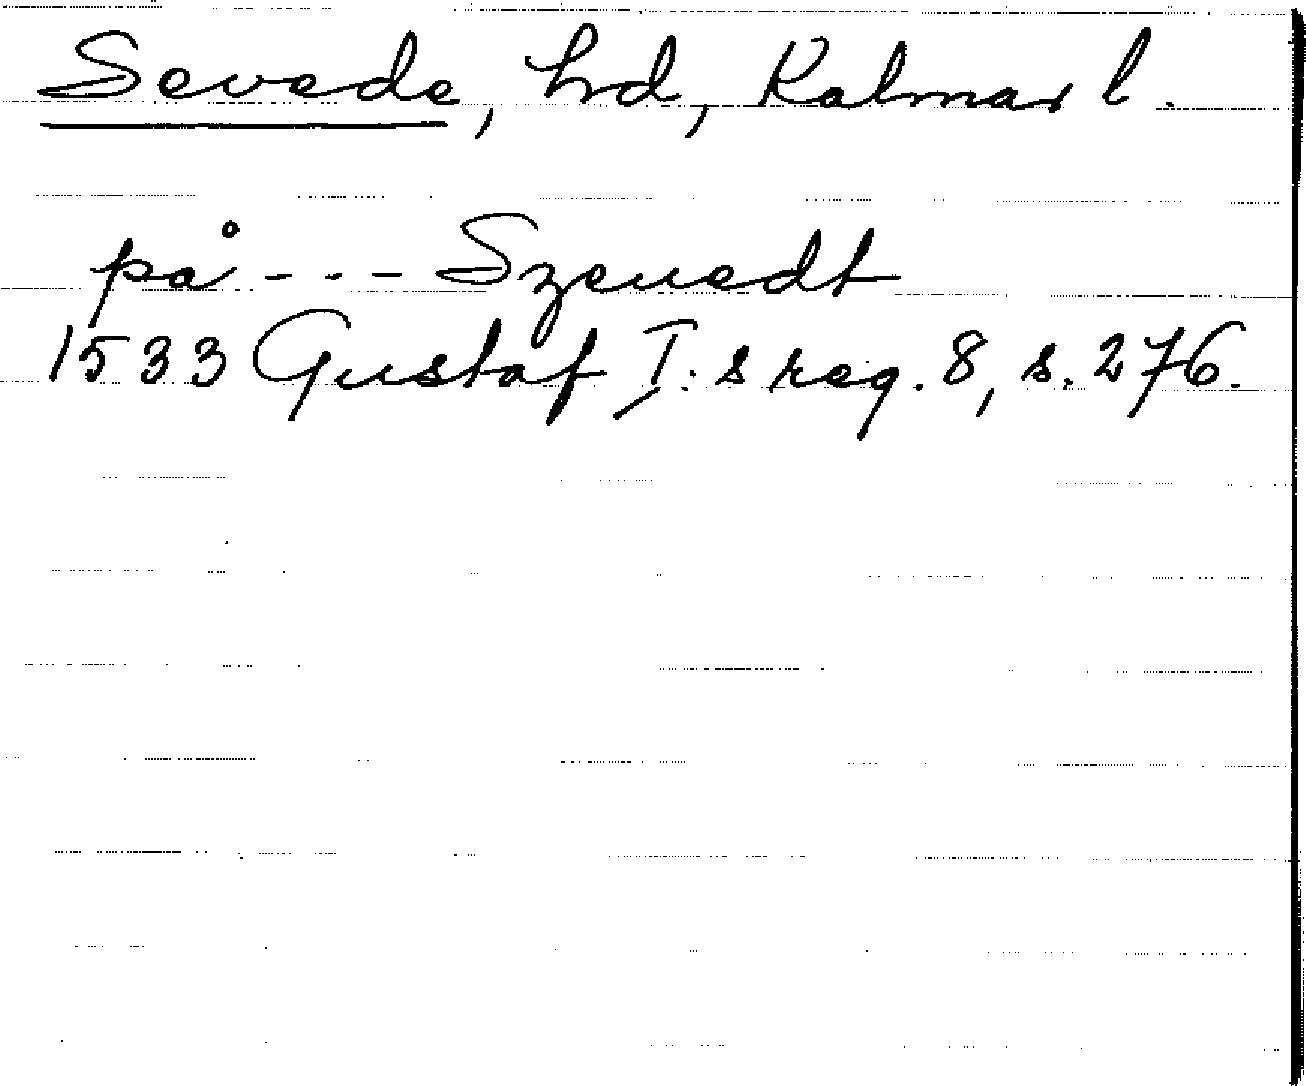 Sevede, hd, Kalmar l.
på - - - Szeuedt
1533 Gustaf I:s reg. 8, s. 276.